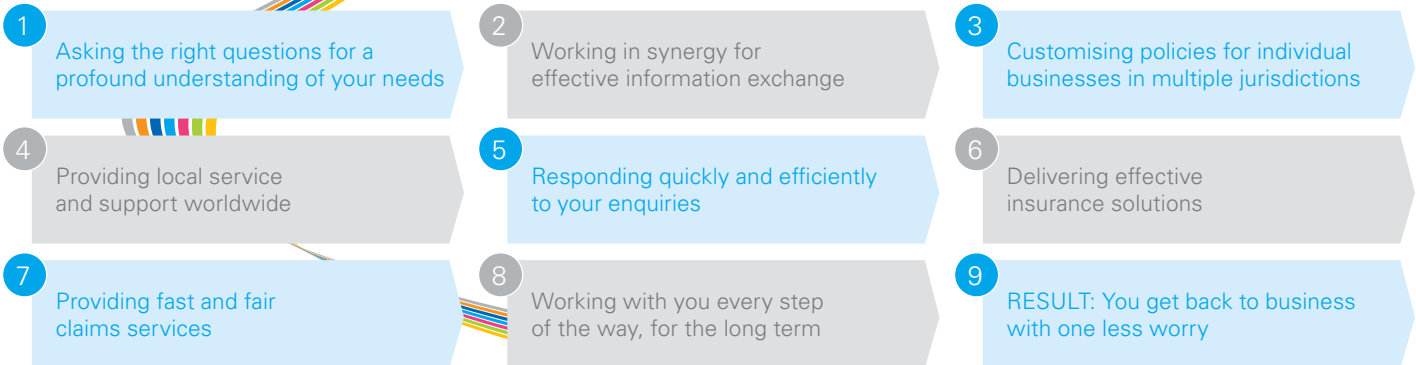 1
Asking the right questions for a
profound understanding of your needs
2
Working in synergy for
effective information exchange
3
Customising policies for individual
businesses in multiple jurisdictions
4
Providing local service
and support worldwide
5
Responding quickly and efficiently
to your enquiries
6
Delivering effective
insurance solutions
7
Providing fast and fair
claims services
8
Working with you every step
of the way, for the long term
9
RESULT: You get back to business
with one less worry